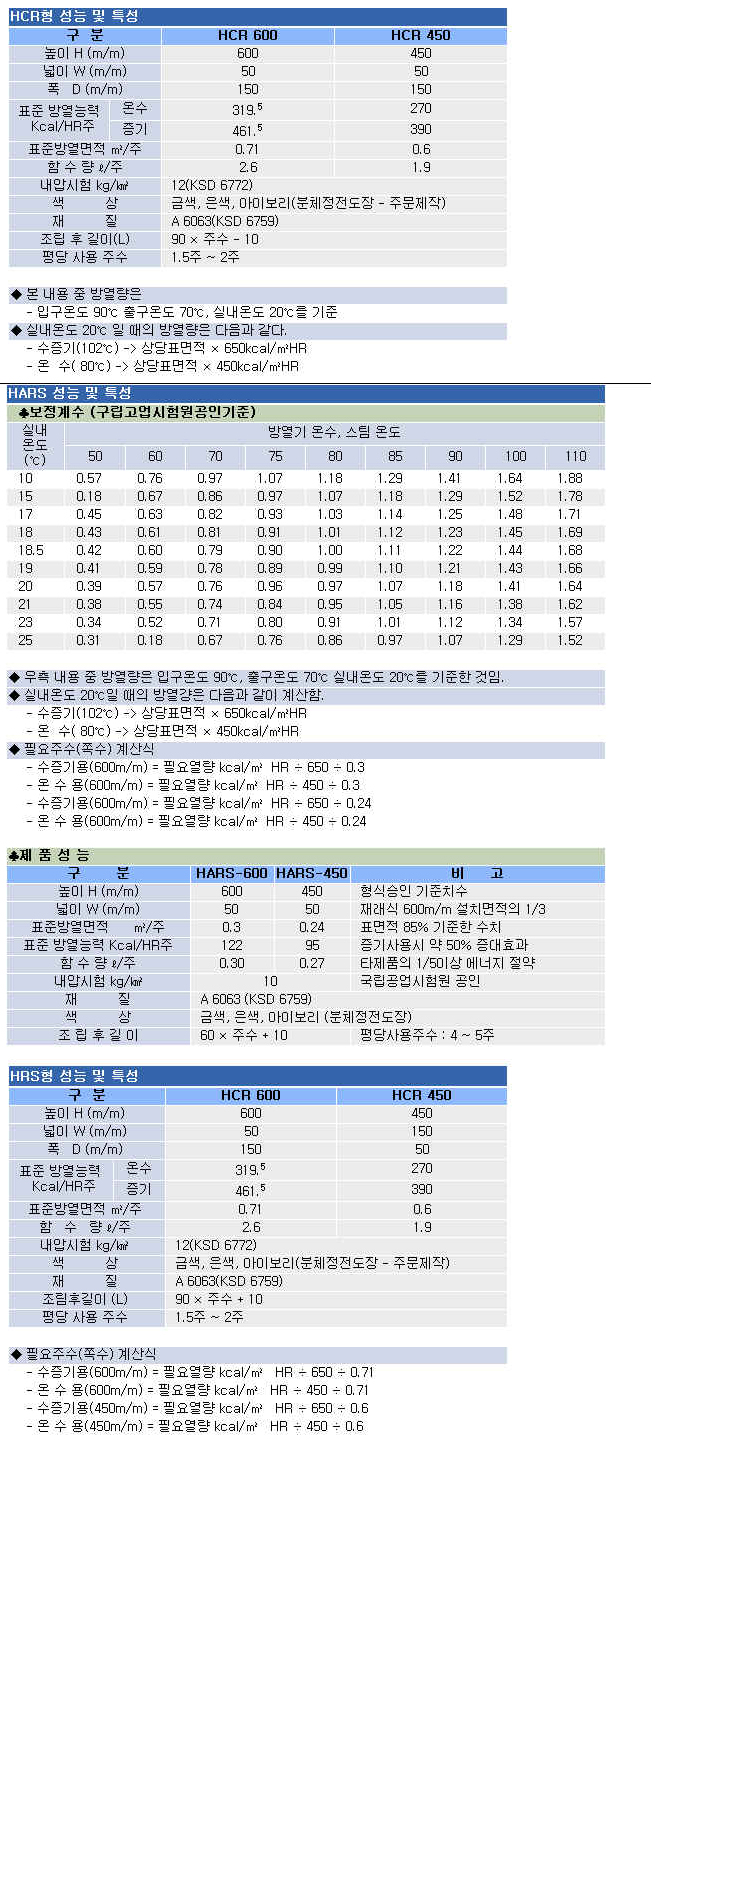 HCR형 성능 및 특성
구 분 HCR 600 HCR 450
높이 H (m/m) 600 450
넓이 W (m/m) 50 50
폭 D (m/m) 150 150
표준 방열능력 Kcal/HR주 온수 319.⁵ 270
증기 461.⁵ 390
표준방열면적 ㎡/주 0.71 0.6
함 수 량 ℓ/주 2.6 1.9
내압시험 kg/㎢ 12(KSD 6772)
색 상 금색, 은색, 아이보리(분체정전도장 - 주문제작)
재 질 A 6063(KSD 6759)
조립 후 길이(L) 90 × 주수 - 10
평당 사용 주수 1.5주 ~ 2주
◆ 본 내용 중 방열량은
- 입구온도 90℃ 출구온도 70℃, 실내온도 20℃를 기준
◆ 실내온도 20℃ 일 때의 방열량은 다음과 같다.
- 수증기(102℃) -> 상당표면적 × 650kcal/㎡HR
- 온 수( 80℃) -> 상당표면적 × 450kcal/㎡HR
HARS 성능 및 특성
♣보정계수 (구립고업시험원공인기준)
실내 온도 (℃) 방열기 온수, 스팀 온도
50 60 70 75 80 85 90 100 110
10 0.57 0.76 0.97 1.07 1.18 1.29 1.41 1.64 1.88
15 0.18 0.67 0.86 0.97 1.07 1.18 1.29 1.52 1.78
17 0.45 0.63 0.82 0.93 1.03 1.14 1.25 1.48 1.71
18 0.43 0.61 0.81 0.91 1.01 1.12 1.23 1.45 1.69
18.5 0.42 0.60 0.79 0.90 1.00 1.11 1.22 1.44 1.68
19 0.41 0.59 0.78 0.89 0.99 1.10 1.21 1.43 1.66
20 0.39 0.57 0.76 0.96 0.97 1.07 1.18 1.41 1.64
21 0.38 0.55 0.74 0.84 0.95 1.05 1.16 1.38 1.62
23 0.34 0.52 0.71 0.80 0.91 1.01 1.12 1.34 1.57
25 0.31 0.18 0.67 0.76 0.86 0.97 1.07 1.29 1.52
◆ 우측 내용 중 방열량은 입구온도 90℃, 출구온도 70℃ 실내온도 20℃를 기준한 것임.
◆ 실내온도 20℃일 때의 방열걍은 다음과 같이 계산함.
- 수증기(102℃) -> 상당표면적 × 650kcal/㎡HR
- 온 수( 80℃) -> 상당표면적 × 450kcal/㎡HR
◆ 필요주수(쪽수) 계산식
- 수증기용(600m/m) = 필요열량 kcal/㎡ HR ÷ 650 ÷ 0.3
- 온 수 용(600m/m) = 필요열량 kcal/㎡ HR ÷ 450 ÷ 0.3
- 수증기용(600m/m) = 필요열량 kcal/㎡ HR ÷ 650 ÷ 0.24
- 온 수 용(600m/m) = 필요열량 kcal/㎡ HR ÷ 450 ÷ 0.24
♣제 품 성 능
구 분 HARS-600 HARS-450 비 고
높이 H (m/m) 600 450 형식승인 기준치수
넓이 W (m/m) 50 50 재래식 600m/m 설치면적의 1/3
표준방열면적 ㎡/주 0.3 0.24 표면적 85% 기준한 수치
표준 방열능력 Kcal/HR주 122 95 증기사용시 약 50% 증대효과
함 수 량 ℓ/주 0.30 0.27 타제품의 1/5이상 에너지 절약
내압시험 kg/㎢ 10 국립공업시험원 공인
재 질 A 6063 (KSD 6759)
색 상 금색, 은색, 아이보리 (분체정전도장)
조 립 후 길 이 60 × 주수 + 10 평당사용주수 : 4 ~ 5주
HRS형 성능 및 특성
구 분 HCR 600 HCR 450
높이 H (m/m) 600 450
넓이 W (m/m) 50 150
폭 D (m/m) 150 50
표준 방열능력 Kcal/HR주 온수 319.⁵ 270
증기 461.⁵ 390
표준방열면적 ㎡/주 0.71 0.6
함 수 량 ℓ/주 2.6 1.9
내압시험 kg/㎢ 12(KSD 6772)
색 상 금색, 은색, 아이보리(분체정전도장 - 주문제작)
재 질 A 6063(KSD 6759)
조림후길이 (L) 90 × 주수 + 10
평당 사용 주수 1.5주 ~ 2주
◆ 필요주수(쪽수) 계산식
- 수증기용(600m/m) = 필요열량 kcal/㎡ HR ÷ 650 ÷ 0.71
- 온 수 용(600m/m) = 필요열량 kcal/㎡ HR ÷ 450 ÷ 0.71
- 수증기용(450m/m) = 필요열량 kcal/㎡ HR ÷ 650 ÷ 0.6
- 온 수 용(450m/m) = 필요열량 kcal/㎡ HR ÷ 450 ÷ 0.6